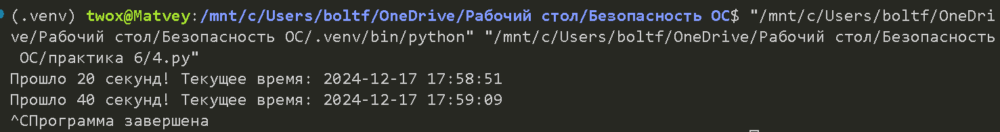 (.venv) twox@Matvey:/mnt/c/Users/boltf/OneDrive/Рабочий стол/Безопасность ОС$ "/mnt/c/Users/boltf/OneDri
ve/Рабочий стол/Безопасность ОС/.venv/bin/python" "/mnt/c/Users/boltf/OneDrive/Рабочий стол/Безопасность
 ОС/практика 6/4.py"
Прошло 20 секунд! Текущее время: 2024-12-17 17:58:51
Прошло 40 секунд! Текущее время: 2024-12-17 17:59:09
^CПрограмма завершена